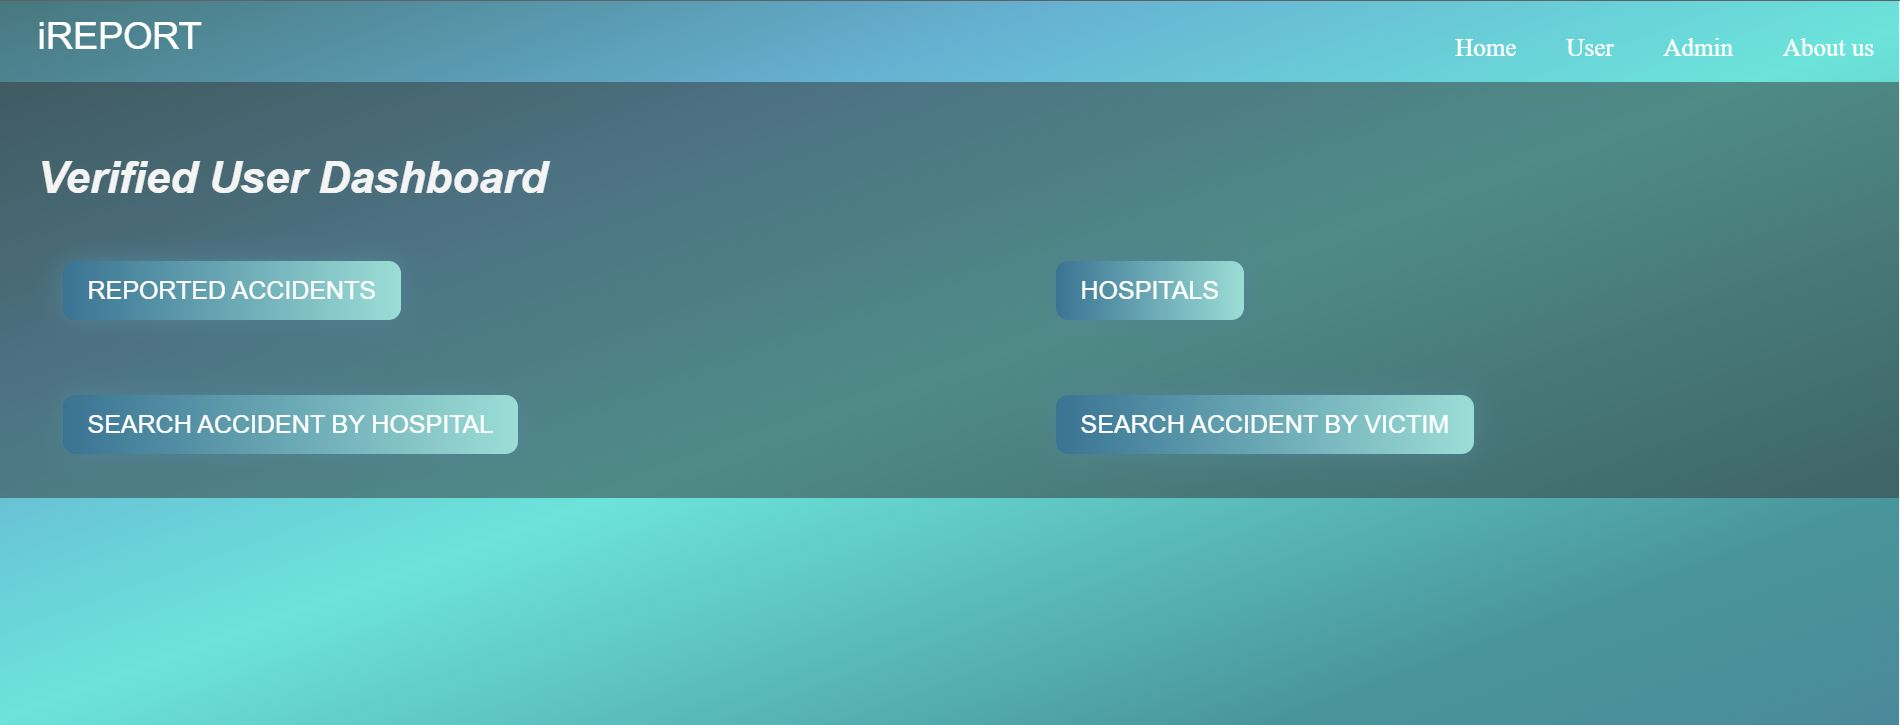 iREPORT
Home User Admin About us
Verified User Dashboard
REPORTED ACCIDENTS
HOSPITALS
SEARCH ACCIDENT BY HOSPITAL
SEARCH ACCIDENT BY VICTIM